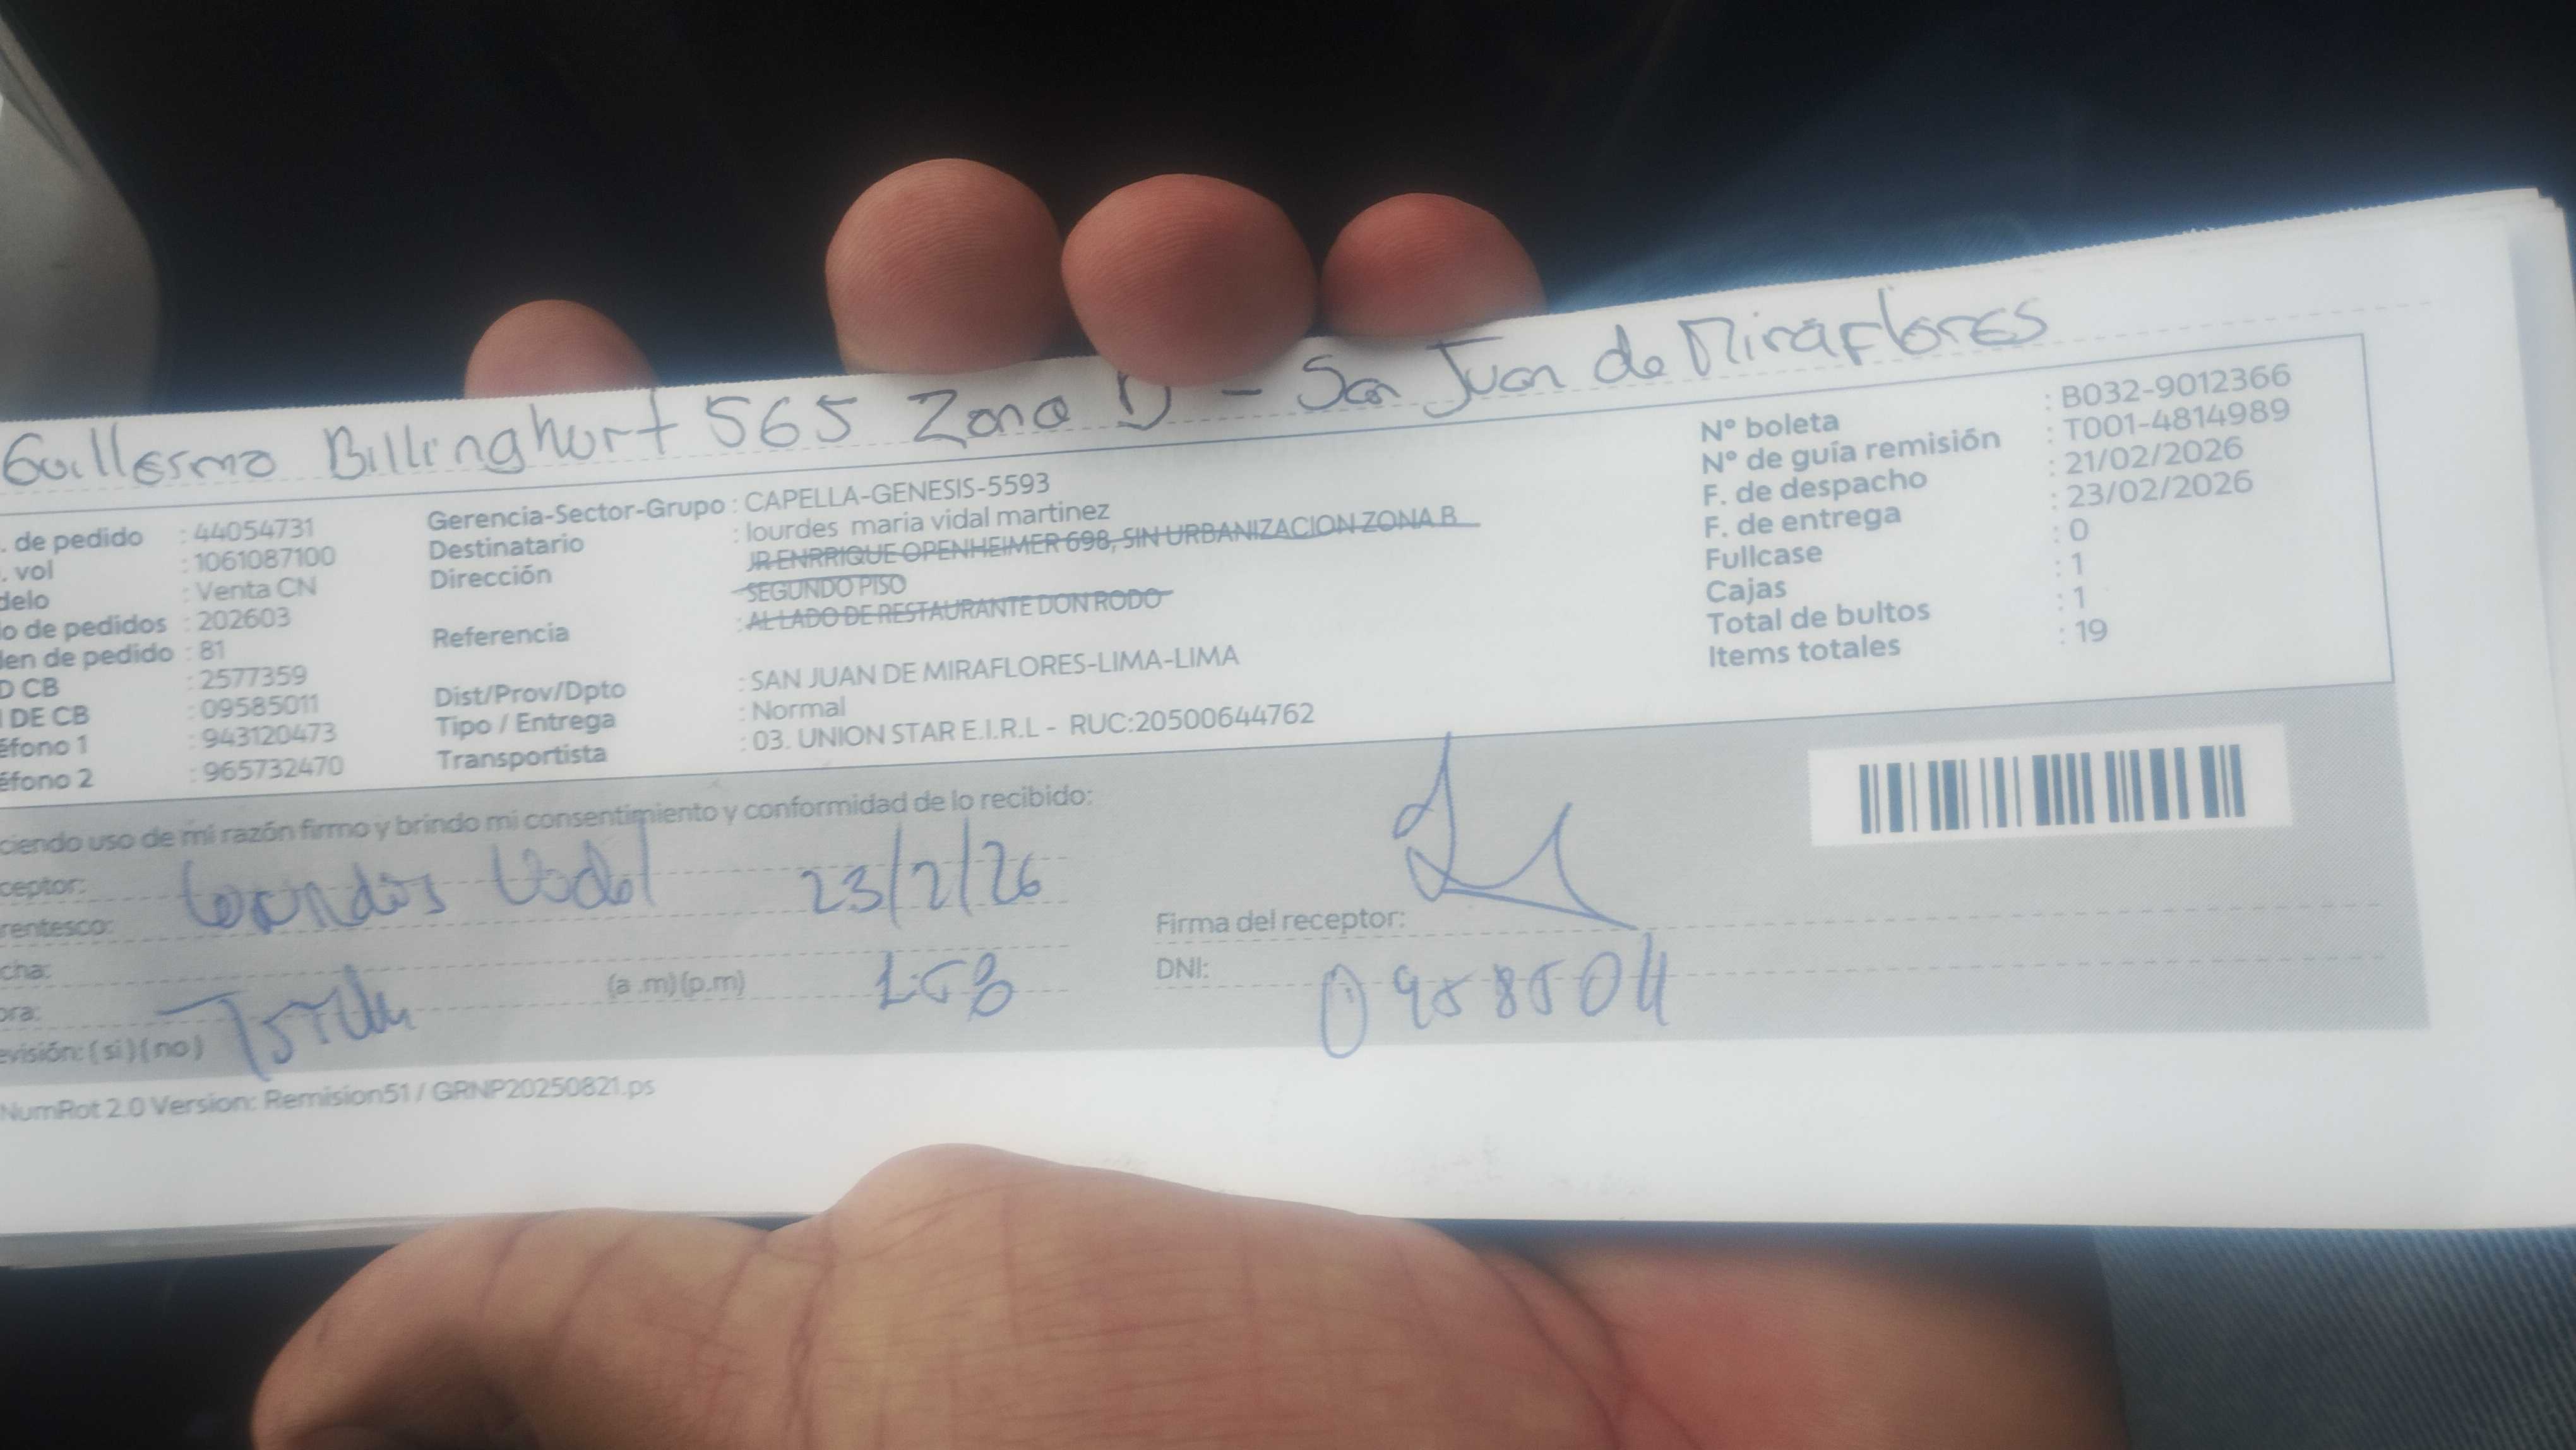 Guillermo Billinghurt 565 Zona D - San Juan de Miraflores
. de pedido : 44054731
. vol : 1061087100
delo : Venta CN
o de pedidos : 202603
en de pedido : 81
D CB : 2577359
DE CB : 09585011
éfono 1 : 943120473
éfono 2 : 965732470
Gerencia-Sector-Grupo : CAPELLA-GENESIS-5593
Destinatario : lourdes maria vidal martinez
Dirección JR ENRRIQUE OPENHEIMER 698, SIN URBANIZACION ZONA B
SEGUNDO PISO
Referencia : AL LADO DE RESTAURANTE DON RODO
Dist/Prov/Dpto : SAN JUAN DE MIRAFLORES-LIMA-LIMA
Tipo / Entrega : Normal
Transportista : 03. UNION STAR E.I.R.L - RUC:20500644762
N° boleta : B032-9012366
N° de guía remisión : T001-4814989
F. de despacho : 21/02/2026
F. de entrega : 23/02/2026
Fullcase : 0
Cajas : 1
Total de bultos : 1
Items totales : 19
ciendo uso de mi razón firmo y brindo mi consentimiento y conformidad de lo recibido:
ceptor:
rentesco: 23/2/26
cha:
ora: (a .m)(p.m)
evisión: ( si ) ( no )
Firma del receptor:
DNI: 09585011
NumRot 2.0 Version: Remision51 / GRNP20250821.ps